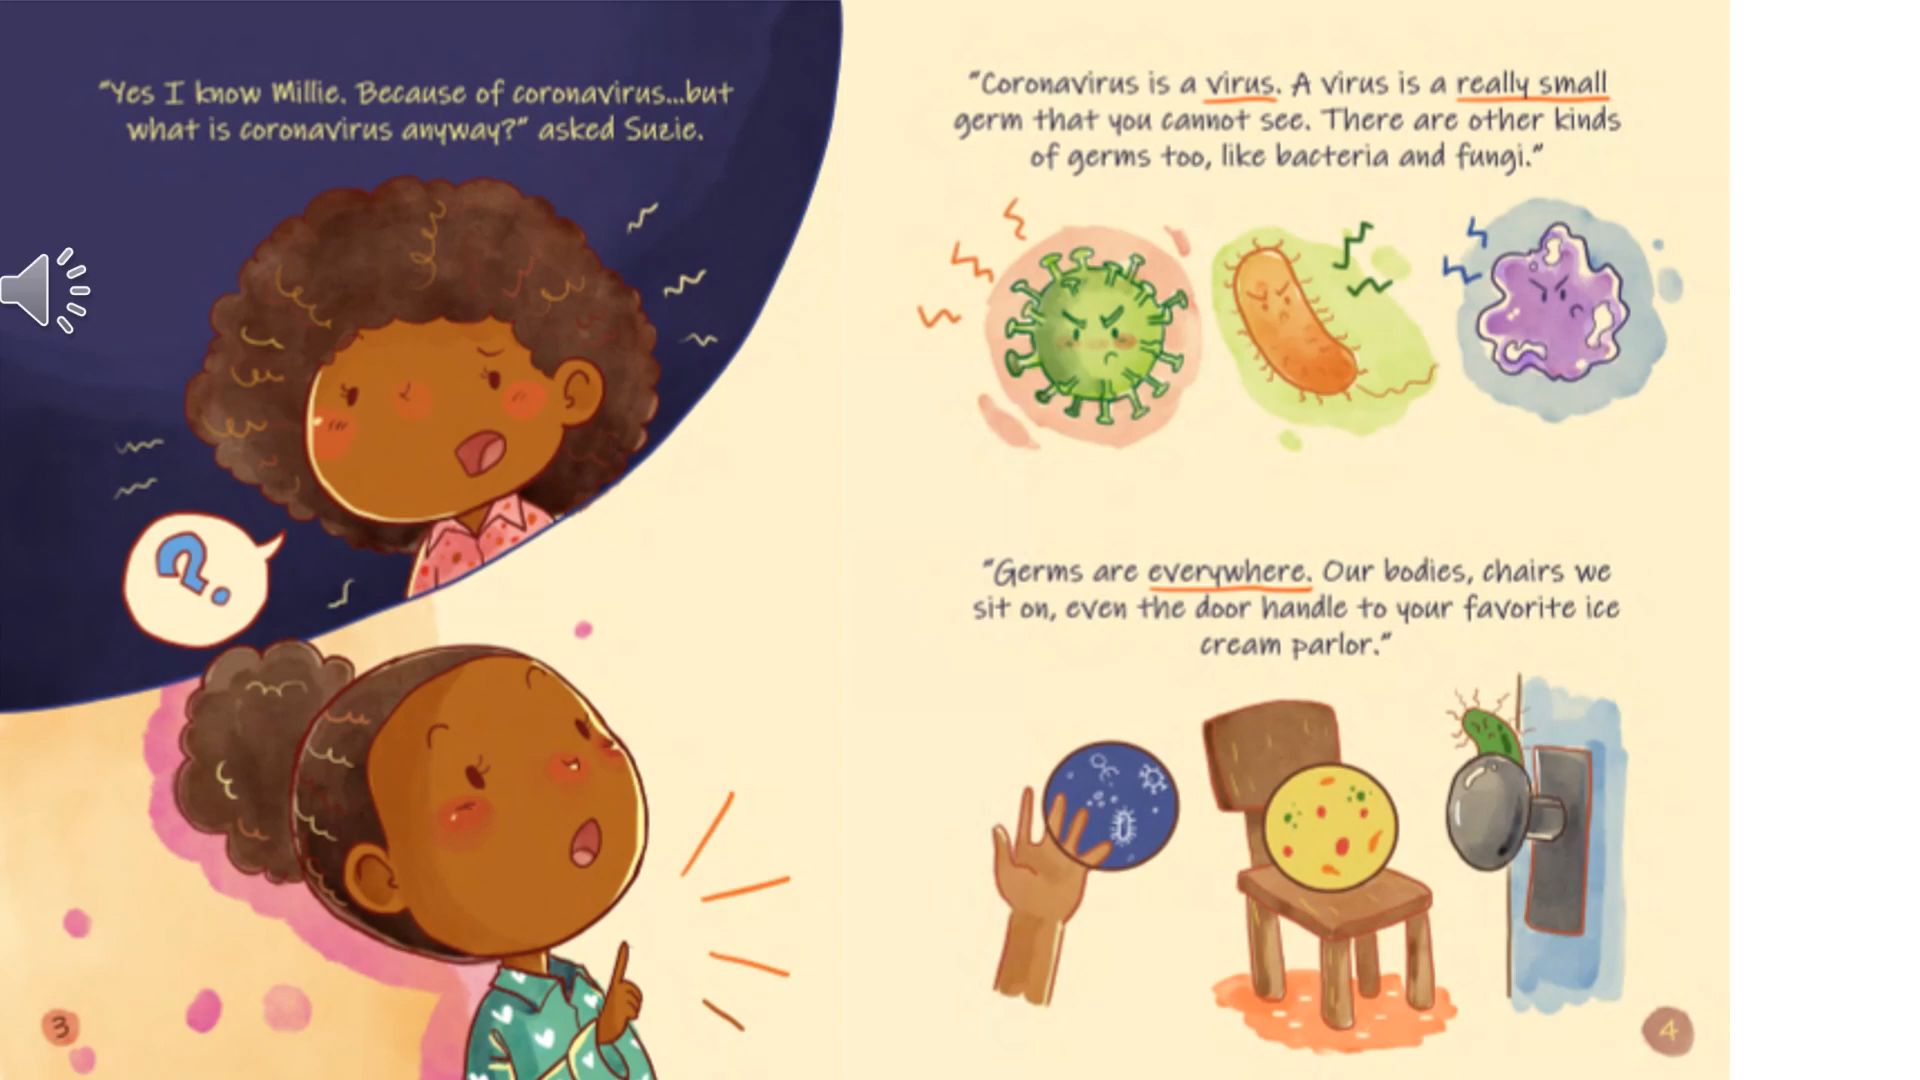 "Yes I know Millie. Because of coronavirus...but
what is coronavirus anyway?" asked Suzie.
?
3
"Coronavirus is a virus. A virus is a really small
germ that you cannot see. There are other kinds
of germs too, like bacteria and fungi."
"Germs are everywhere. Our bodies, chairs we
sit on, even the door handle to your favorite ice
cream parlor."
4